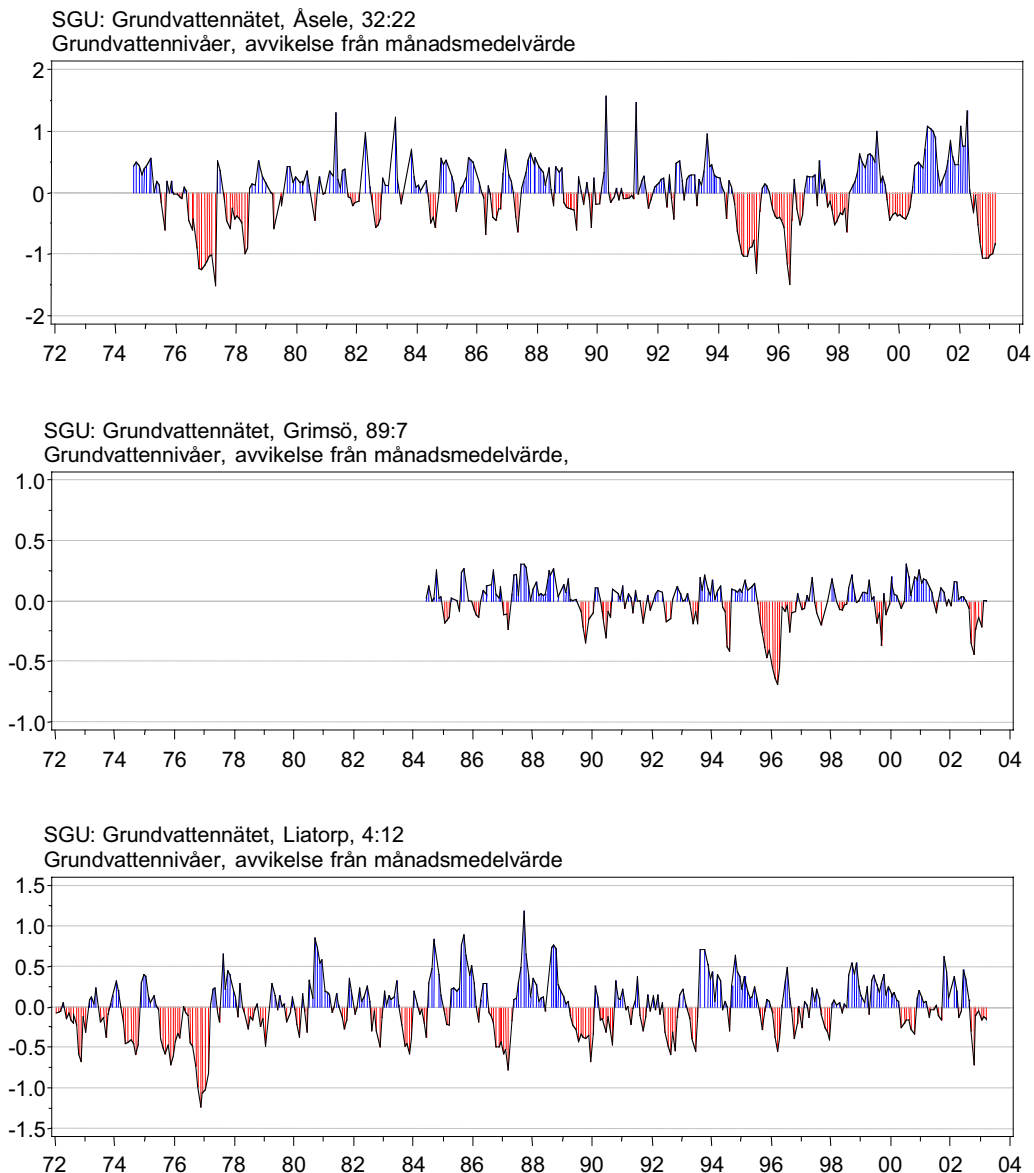 SGU: Grundvattennätet, Åsele, 32:22
Grundvattennivåer, avvikelse från månadsmedelvärde
2
1
0
-1
-2
72 74 76 78 80 82 84 86 88 90 92 94 96 98 00 02 04
SGU: Grundvattennätet, Grimsö, 89:7
Grundvattennivåer, avvikelse från månadsmedelvärde,
1.0
0.5
0.0
-0.5
-1.0
72 74 76 78 80 82 84 86 88 90 92 94 96 98 00 02 04
SGU: Grundvattennätet, Liatorp, 4:12
Grundvattennivåer, avvikelse från månadsmedelvärde
1.5
1.0
0.5
0.0
-0.5
-1.0
-1.5
72 74 76 78 80 82 84 86 88 90 92 94 96 98 00 02 04